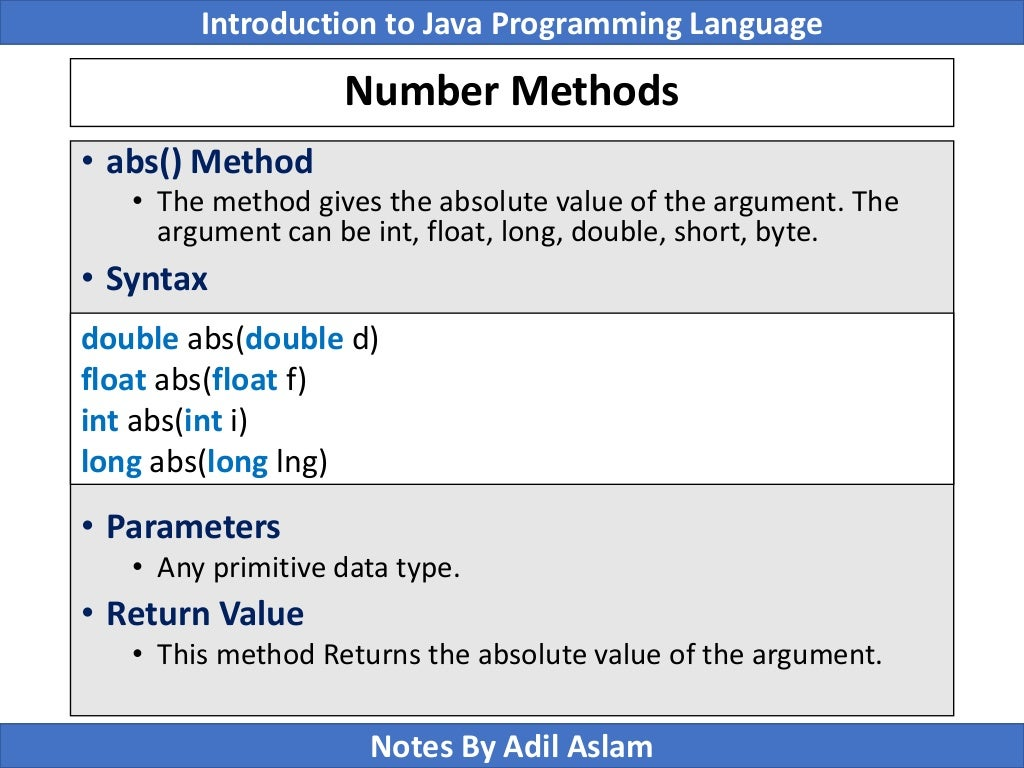 Introduction to Java Programming Language
Number Methods
• abs() Method
• The method gives the absolute value of the argument. The
argument can be int, float, long, double, short, byte.
• Syntax
double abs(double d)
float abs(float f)
int abs(int i)
long abs(long lng)
• Parameters
• Any primitive data type.
• Return Value
• This method Returns the absolute value of the argument.
Notes By Adil Aslam